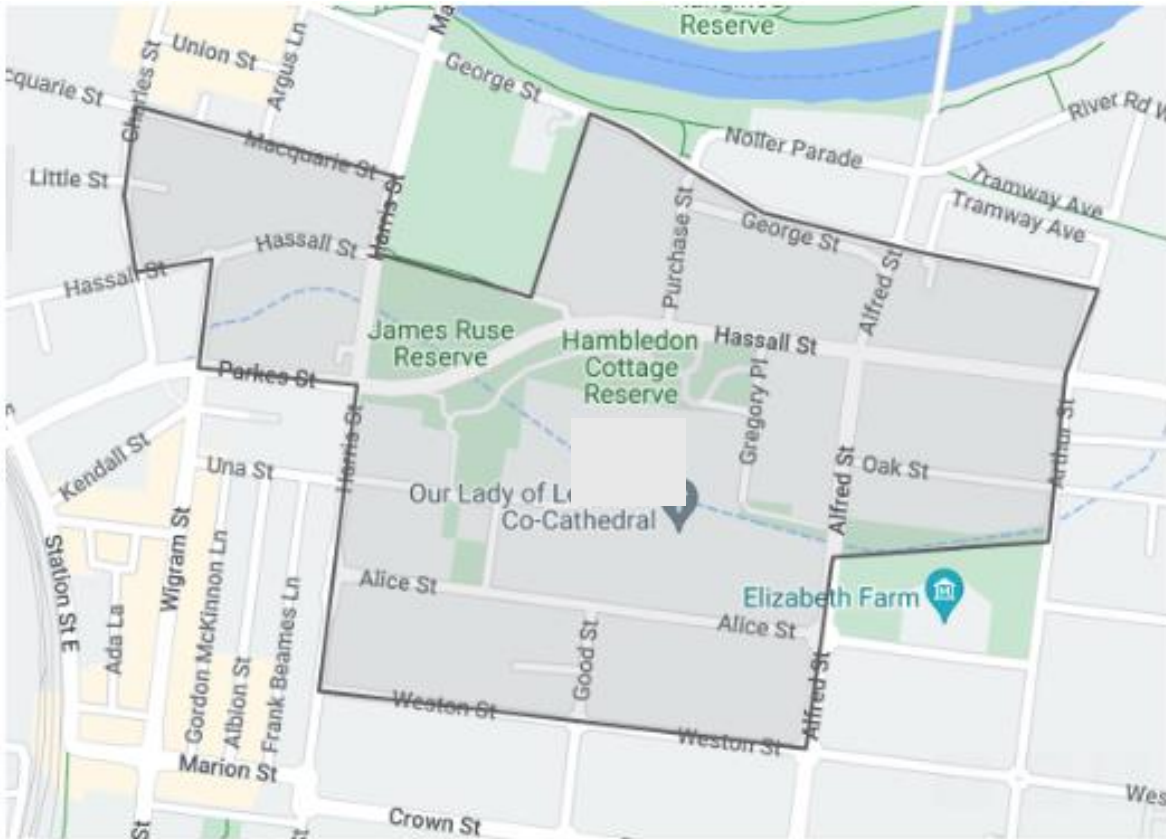 Reserve
Union St
Argus Ln
Charles St
George St
cquarie St
Macquarie St
River Rd W
Noller Parade
Little St
Tramway Ave
Tramway Ave
Hassall St
Harris St
Purchase St
George St
Alfred St
Hassall St
James Ruse
Reserve
Hambledon
Cottage
Reserve
Hassall St
Parkes St
Gregory Pl
Arthur St
Kendall St
Una St
Harris St
Oak St
Alfred St
Our Lady of Le
Co-Cathedral
Station St E
Wigram St
Ada La
Gordon McKinnon Ln
Albion St
Frank Beames Ln
Alice St
Alice St
Elizabeth Farm
Good St
Alfred St
Weston St
Weston St
Marion St
Wes
Crown St
St
St